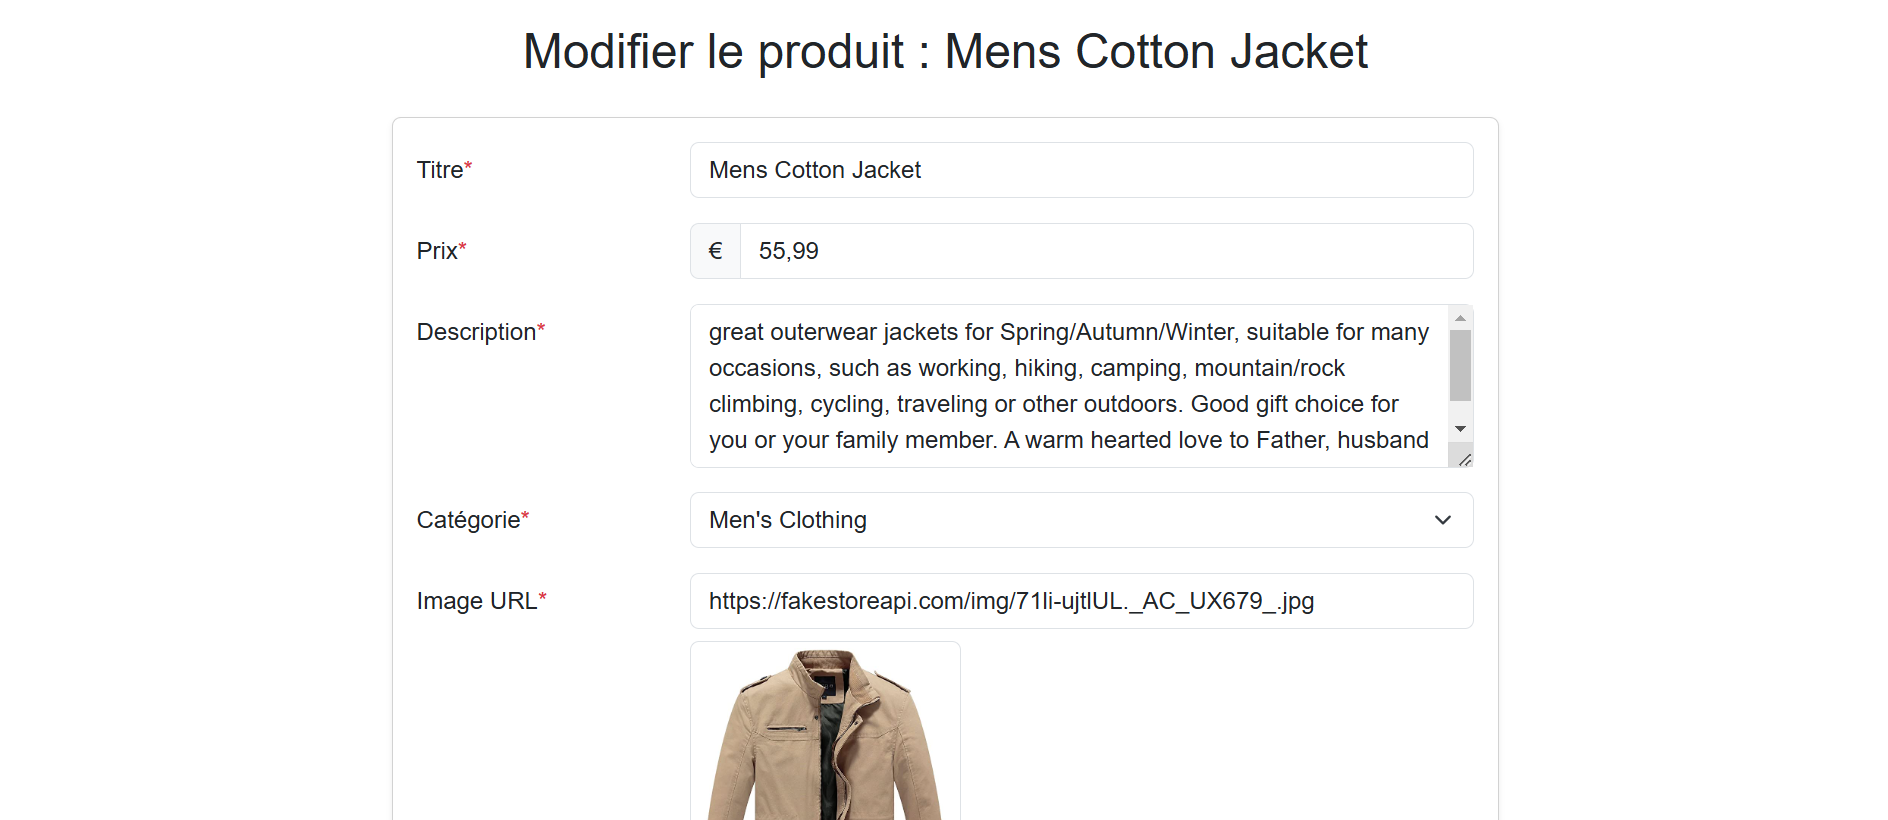 Modifier le produit : Mens Cotton Jacket
Titre*
Mens Cotton Jacket
Prix*
€ 55,99
Description*
great outerwear jackets for Spring/Autumn/Winter, suitable for many
occasions, such as working, hiking, camping, mountain/rock
climbing, cycling, traveling or other outdoors. Good gift choice for
you or your family member. A warm hearted love to Father, husband
Catégorie*
Men's Clothing
Image URL*
https://fakestoreapi.com/img/71li-ujtlUL._AC_UX679_.jpg